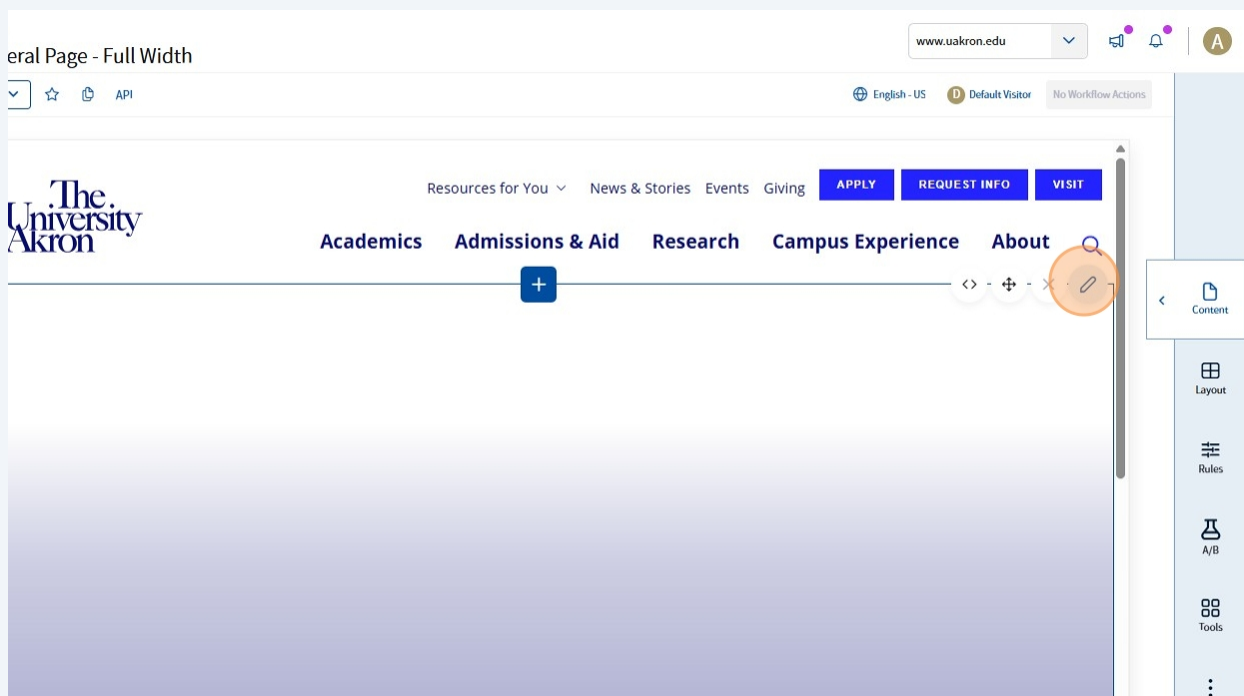 www.uakron.edu
A
eral Page - Full Width
API
English - US
D Default Visitor
No Workflow Actions
The
University
Akron
Resources for You
News & Stories
Events
Giving
APPLY
REQUEST INFO
VISIT
Academics
Admissions & Aid
Research
Campus Experience
About
Content
Layout
Rules
A/B
Tools